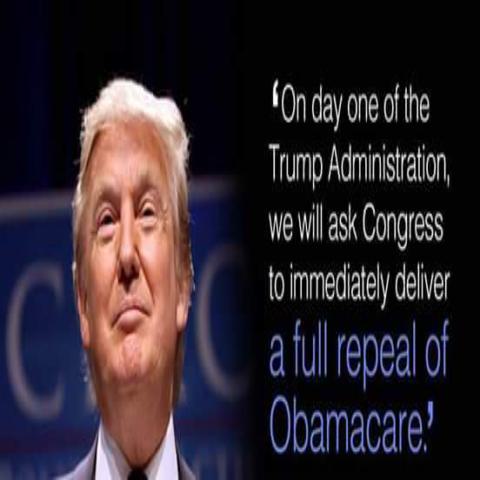 ‘On day one of the
Trump Administration,
we will ask Congress
to immediately deliver
a full repeal of
Obamacare.’